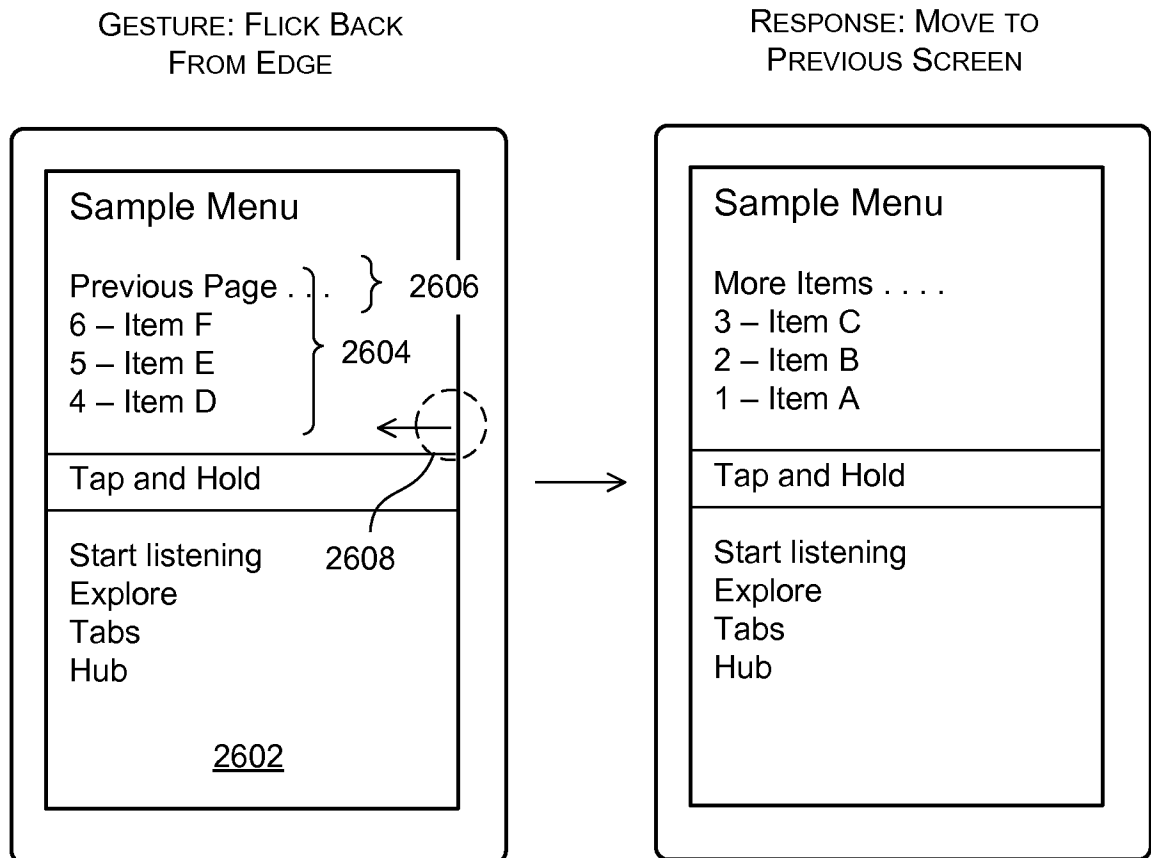 GESTURE: FLICK BACK
FROM EDGE
Sample Menu
Previous Page . . .
2606
6 – Item F
5 – Item E
2604
4 – Item D
Tap and Hold
Start listening
2608
Explore
Tabs
Hub
2602
RESPONSE: MOVE TO
PREVIOUS SCREEN
Sample Menu
More Items . . . .
3 – Item C
2 – Item B
1 – Item A
Tap and Hold
Start listening
Explore
Tabs
Hub